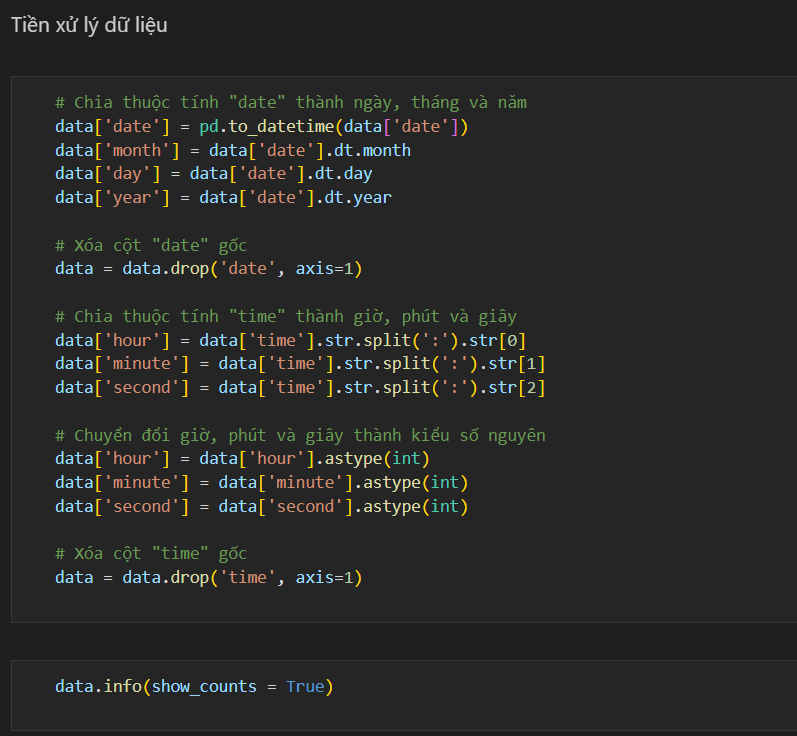 Tiền xử lý dữ liệu
# Chia thuộc tính "date" thành ngày, tháng và năm
data['date'] = pd.to_datetime(data['date'])
data['month'] = data['date'].dt.month
data['day'] = data['date'].dt.day
data['year'] = data['date'].dt.year
# Xóa cột "date" gốc
data = data.drop('date', axis=1)
# Chia thuộc tính "time" thành giờ, phút và giây
data['hour'] = data['time'].str.split(':').str[0]
data['minute'] = data['time'].str.split(':').str[1]
data['second'] = data['time'].str.split(':').str[2]
# Chuyển đổi giờ, phút và giây thành kiểu số nguyên
data['hour'] = data['hour'].astype(int)
data['minute'] = data['minute'].astype(int)
data['second'] = data['second'].astype(int)
# Xóa cột "time" gốc
data = data.drop('time', axis=1)
data.info(show_counts = True)